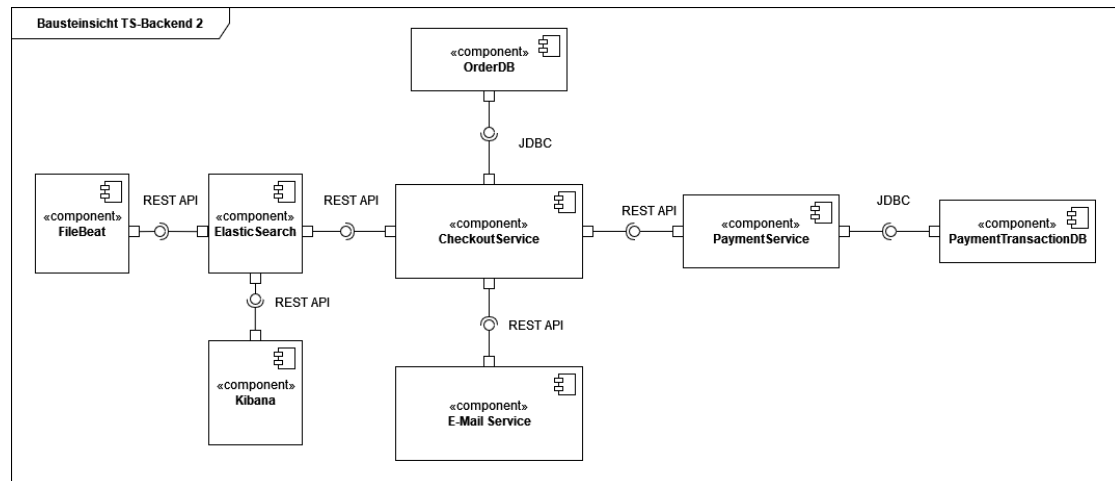 Bausteinsicht TS-Backend 2
«component»
OrderDB
JDBC
«component»
FileBeat
REST API
«component»
ElasticSearch
REST API
«component»
CheckoutService
REST API
«component»
PaymentService
JDBC
«component»
PaymentTransactionDB
REST API
REST API
«component»
Kibana
«component»
E-Mail Service